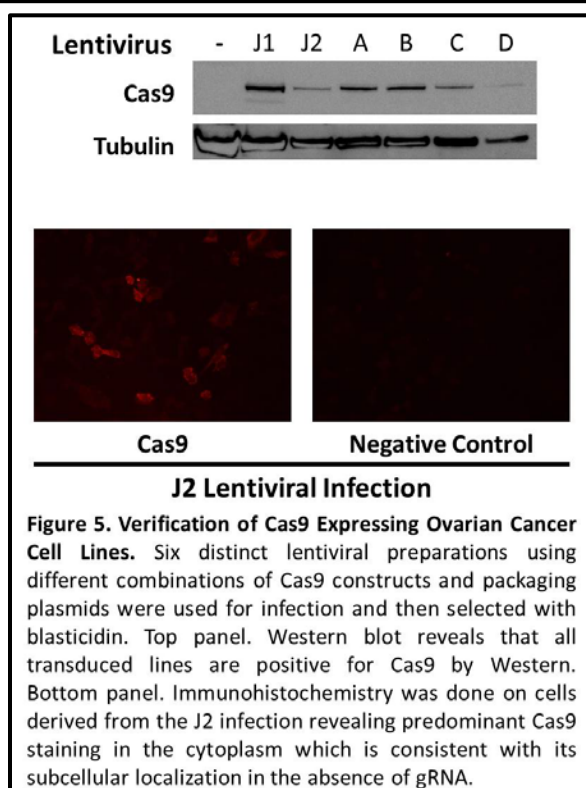 Lentivirus - J1 J2 A B C D
Cas9
Tubulin
Cas9 Negative Control
J2 Lentiviral Infection
Figure 5. Verification of Cas9 Expressing Ovarian Cancer
Cell Lines. Six distinct lentiviral preparations using
different combinations of Cas9 constructs and packaging
plasmids were used for infection and then selected with
blasticidin. Top panel. Western blot reveals that all
transduced lines are positive for Cas9 by Western.
Bottom panel. Immunohistochemistry was done on cells
derived from the J2 infection revealing predominant Cas9
staining in the cytoplasm which is consistent with its
subcellular localization in the absence of gRNA.